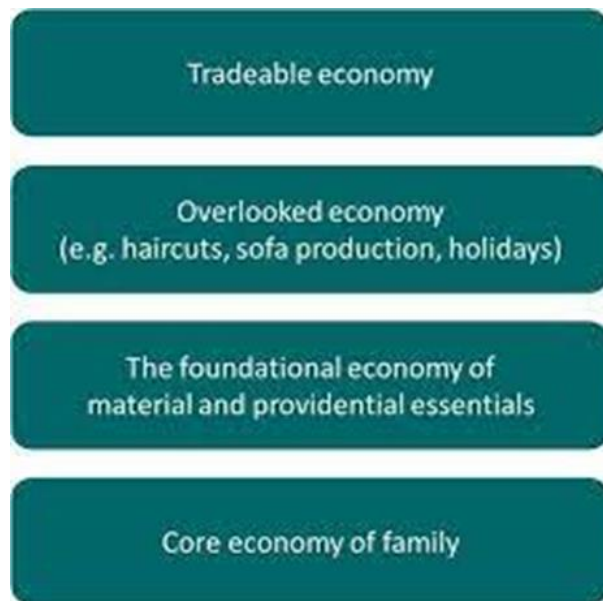 Tradeable economy
Overlooked economy
(e.g. haircuts, sofa production, holidays)
The foundational economy of
material and providential essentials
Core economy of family